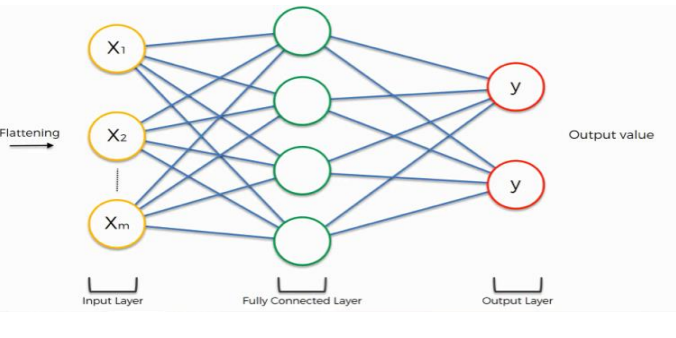 X1
y
Flattening
X2
Output value
y
Xm
Input Layer
Fully Connected Layer
Output Layer